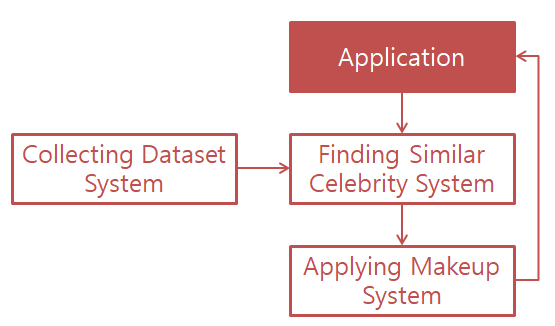 Application
Collecting Dataset
System
Finding Similar
Celebrity System
Applying Makeup
System